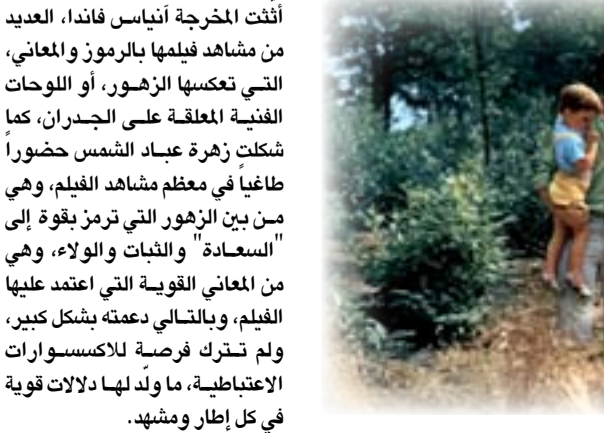 أثثت المخرجة آنياس فاندا، العديد
من مشاهد فيلمها بالرموز والمعاني،
التي تعكسها الزهور، أو اللوحات
الفنية المعلقة على الجدران، كما
شكلت زهرة عباد الشمس حضوراً
طاغياً في معظم مشاهد الفيلم، وهي
من بين الزهور التي ترمز بقوة إلى
"السعادة" والثبات والولاء، وهي
من المعاني القوية التي اعتمد عليها
الفيلم، وبالتالي دعمته بشكل كبير،
ولم تترك فرصة للاكسسوارات
الاعتباطية، ما ولّد لها دلالات قوية
في كل إطار ومشهد.